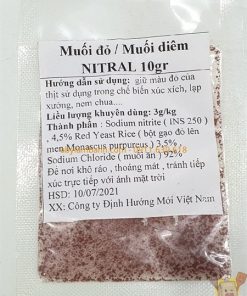 Muối đỏ / Muối diêm
NITRAL 10gr
Hướng dẫn sử dụng: giữ màu đỏ của
thịt sử dụng trong chế biến xúc xích, lạp
xưởng, nem chua....
Liều lượng khuyên dùng: 3g/kg
Thành phần : Sodium nitrite ( INS 250 )
, 4,5% Red Yeast Rice ( bột gạo đỏ lên
men Monascus purpureus ) 3,5%
Sodium Chloride ( muối ăn ) 92%
Để nơi khô ráo , thoáng mát , tránh tiếp
xúc trực tiếp với ánh mặt trời
HSD: 10/07/2021
XX: Công ty Định Hướng Mới Việt Nam